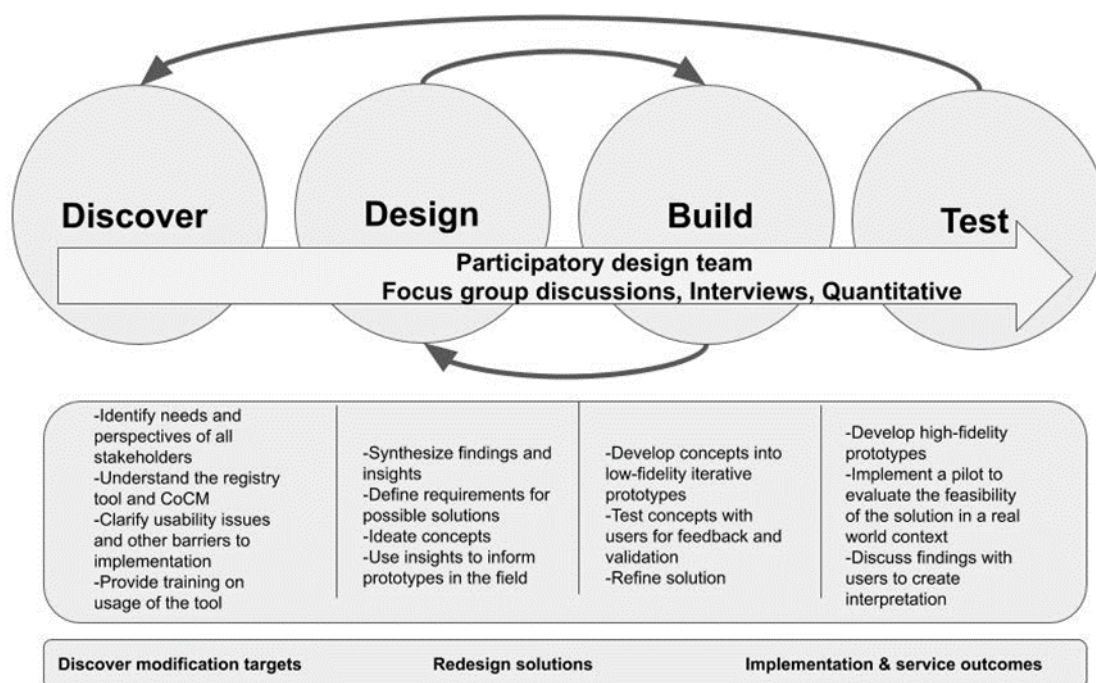 Discover
Design
Build
Test
Participatory design team
Focus group discussions, Interviews, Quantitative
-Identify needs and
perspectives of all
stakeholders
-Understand the registry
tool and CoCM
-Clarify usability issues
and other barriers to
implementation
-Provide training on
usage of the tool
-Synthesize findings and
insights
-Define requirements for
possible solutions
-Ideate concepts
-Use insights to inform
prototypes in the field
-Develop concepts into
low-fidelity iterative
prototypes
-Test concepts with
users for feedback and
validation
-Refine solution
-Develop high-fidelity
prototypes
-Implement a pilot to
evaluate the feasibility
of the solution in a real
world context
-Discuss findings with
users to create
interpretation
Discover modification targets
Redesign solutions
Implementation & service outcomes